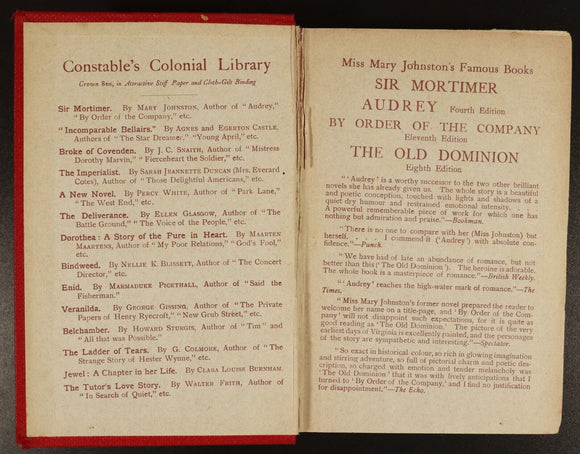 Constable's Colonial Library
Crown 8vo, in Attractive Stiff Paper and Cloth-Gilt Binding
Sir Mortimer. By MARY JOHNSTON, Author of "Audrey,"
"By Order of the Company," etc.
"Incomparable Bellairs." By AGNES and EGERTON CASTLE,
Authors of "The Star Dreamer," "Young April," etc.
Broke of Covenden. By J. C. SNAITH, Author of "Mistress
Dorothy Marvin," "Fierceheart the Soldier," etc.
The Imperialist. By SARAH JEANNETTE DUNCAN (Mrs. Everard
Cotes), Author of "Those Delightful Americans," etc.
A New Novel. By PERCY WHITE, Author of "Park Lane,"
"The West End," etc.
The Deliverance. By ELLEN GLASGOW, Author of "The
Battle Ground," "The Voice of the People," etc.
Dorothea: A Story of the Pure in Heart. By MAARTEN
MAARTENS, Author of "My Poor Relations," "God's Fool,"
etc.
Bindweed. By NELLIE K. BLISSETT, Author of "The Concert
Director," etc.
Enid. By MARMADUKE PICKTHALL, Author of "Said the
Fisherman."
Veranilda. By GEORGE GISSING, Author of "The Private
Papers of Henry Ryecroft," "New Grub Street," etc.
Belchamber. By HOWARD STURGIS, Author of "Tim" and
"All that was Possible."
The Ladder of Tears. By G. COLMORE, Author of "The
Strange Story of Hester Wynne," etc.
Jewel: A Chapter in her Life. By CLARA LOUISE BURNHAM.
The Tutor's Love Story. By WALTER FRITH, Author of
"In Search of Quiet," etc.
Miss Mary Johnston's Famous Books
SIR MORTIMER
AUDREY Fourth Edition
BY ORDER OF THE COMPANY
Eleventh Edition
THE OLD DOMINION
Eighth Edition
"'Audrey' is a worthy successor to the two other brilliant
novels she has already given us. The whole story is a beautiful
and poetic conception, touched with lights and shadows of a
quiet dry humour and restrained emotional intensity. . . .
A powerful rememberable piece of work for which one has
nothing but admiration and praise."—Bookman.
"There is no one to compare with her (Miss Johnston) but
herself. . . . I commend it ('Audrey') with absolute con-
fidence."—Punch.
"We have had of late an abundance of romance, but not
better than this ('The Old Dominion'). The heroine is adorable.
The whole book is a masterpiece of romance."—British Weekly.
"'Audrey' reaches the high-water mark of romance."—The
Times.
"Miss Mary Johnston's former novel prepared the reader to
welcome her name on a title-page, and 'By Order of the Com-
pany' will not disappoint such expectations, for it is quite as
good reading as 'The Old Dominion.' The picture of the very
earliest days of Virginia is excellently painted, and the personages
of the story are sympathetic and interesting."—Spectator.
"So exact in historical colour, so rich in glowing imagination
and stirring adventure, so full of pictorial charm and poetic des-
cription, so charged with emotion and tender melancholy was
'The Old Dominion' that it was with lively anticipations that I
turned to 'By Order of the Company,' and I find no justification
for disappointment."—The Echo.